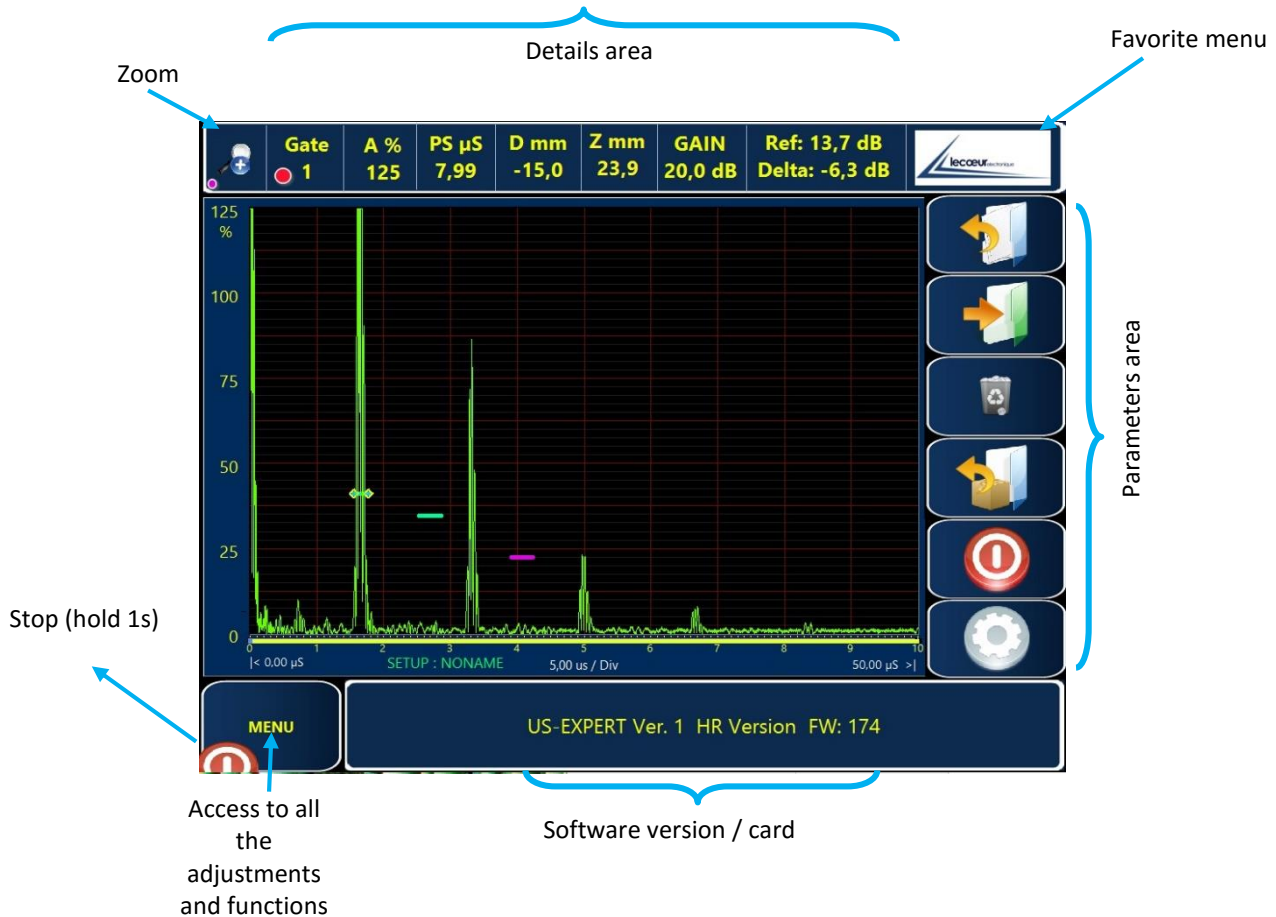 Details area
Favorite menu
Zoom
Gate
1
A %
125
PS µS
7,99
D mm
-15,0
Z mm
23,9
GAIN
20,0 dB
Ref: 13,7 dB
Delta: -6,3 dB
lecœur electronique
125
%
100
75
50
25
0
0 1 2 3 4 5 6 7 8 9 10
|< 0,00 µS SETUP : NONAME 5,00 us / Div 50.00 µS >|
Parameters area
Stop (hold 1s)
MENU
US-EXPERT Ver. 1 HR Version FW: 174
Access to all
the
adjustments
and functions
Software version / card